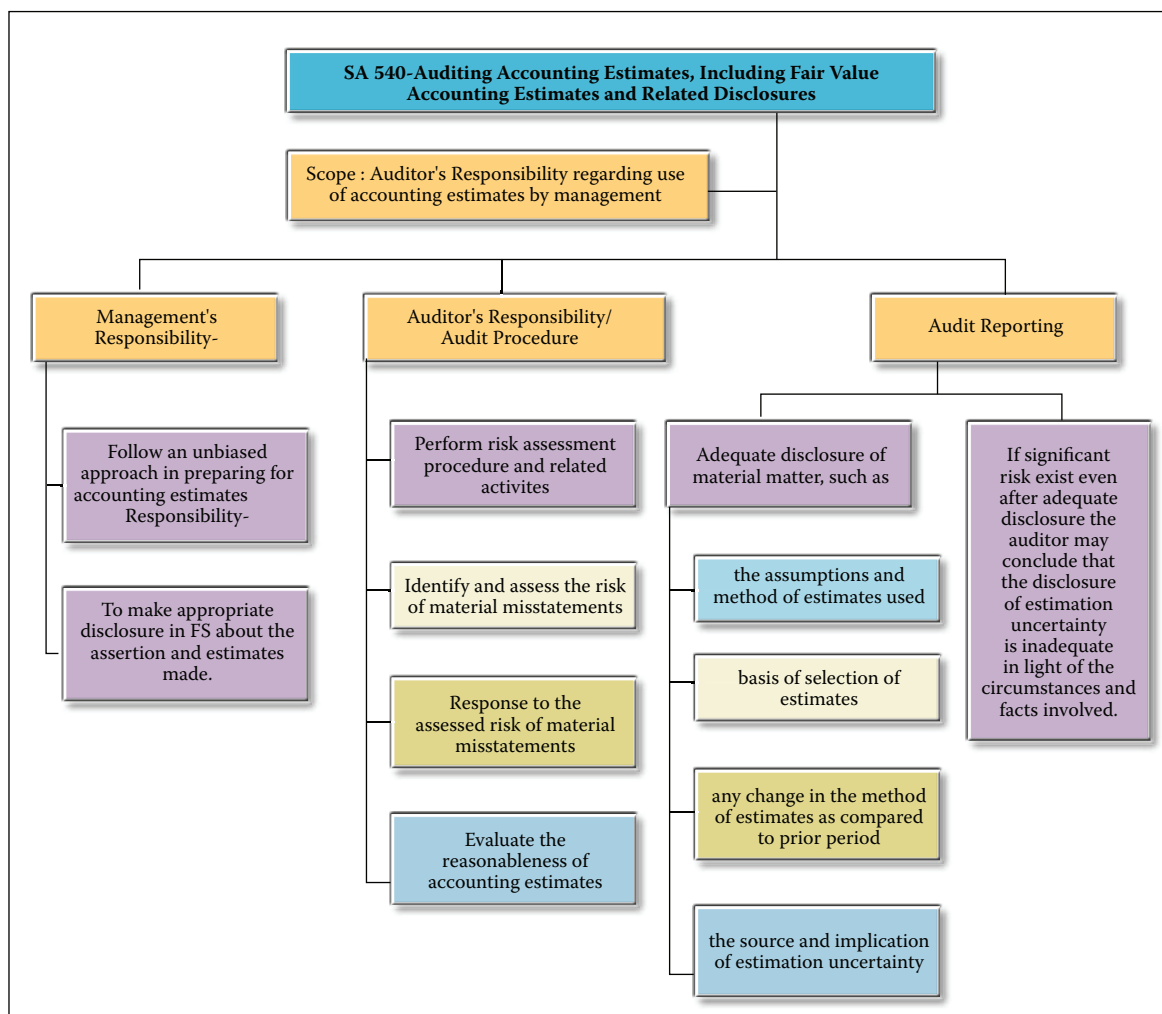 SA 540-Auditing Accounting Estimates, Including Fair Value
Accounting Estimates and Related Disclosures
Scope : Auditor's Responsibility regarding use
of accounting estimates by management
Management's
Responsibility-
Follow an unbiased
approach in preparing for
accounting estimates
Responsibility-
To make appropriate
disclosure in FS about the
assertion and estimates
made.
Auditor's Responsibility/
Audit Procedure
Perform risk assessment
procedure and related
activites
Identify and assess the risk
of material misstatements
Response to the
assessed risk of material
misstatements
Evaluate the
reasonableness of
accounting estimates
Audit Reporting
Adequate disclosure of
material matter, such as
the assumptions and
method of estimates used
basis of selection of
estimates
any change in the method
of estimates as compared
to prior period
the source and implication
of estimation uncertainty
If significant
risk exist even
after adequate
disclosure the
auditor may
conclude that
the disclosure
of estimation
uncertainty
is inadequate
in light of the
circumstances and
facts involved.